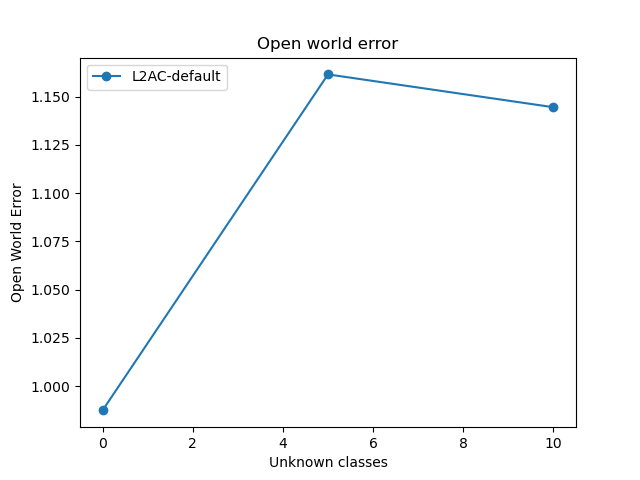 Open world error
L2AC-default
Open World Error
1.150
1.125
1.100
1.075
1.050
1.025
1.000
0 2 4 6 8 10
Unknown classes